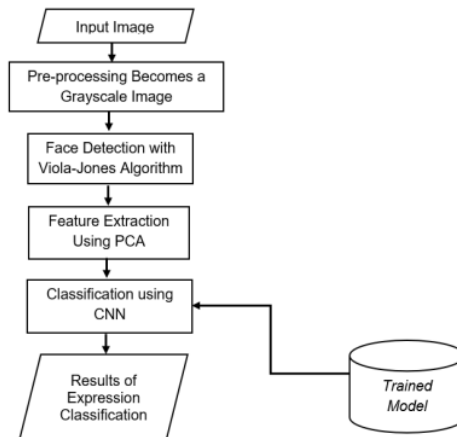 Input Image
Pre-processing Becomes a
Grayscale Image
Face Detection with
Viola-Jones Algorithm
Feature Extraction
Using PCA
Classification using
CNN
Results of
Expression
Classification
Trained
Model